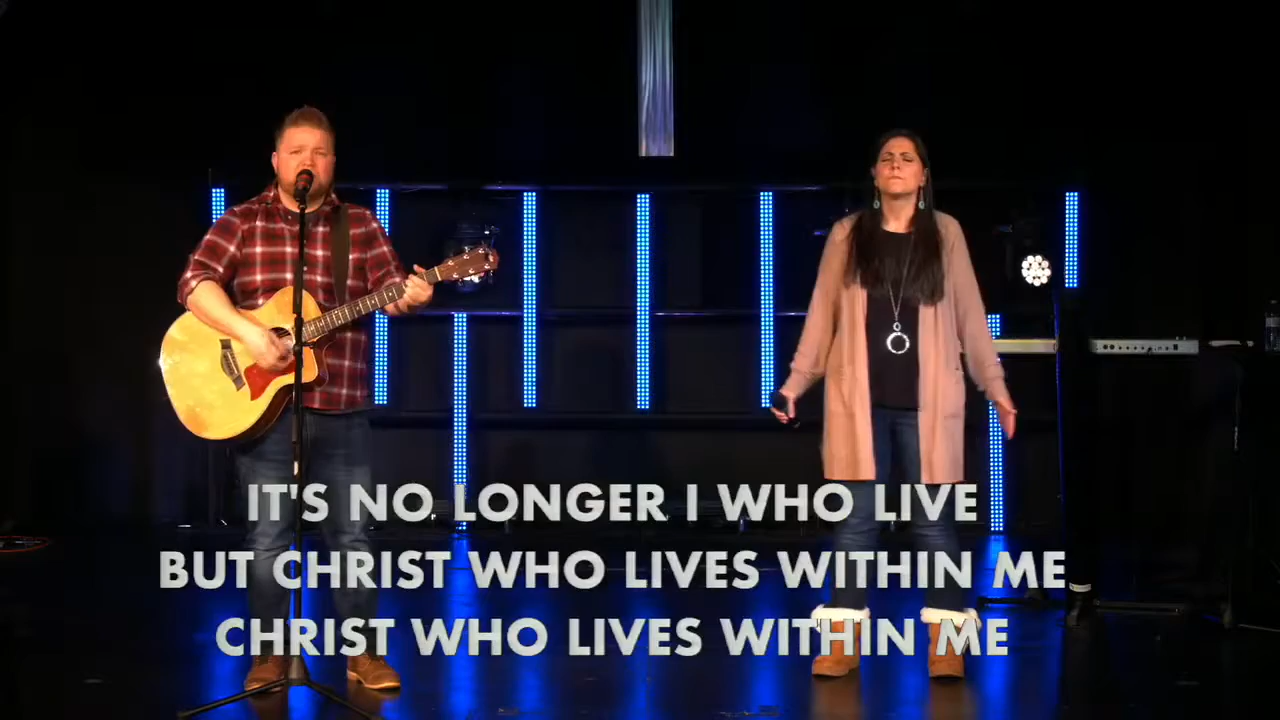 IT'S NO LONGER I WHO LIVE
BUT CHRIST WHO LIVES WITHIN ME
CHRIST WHO LIVES WITHIN ME